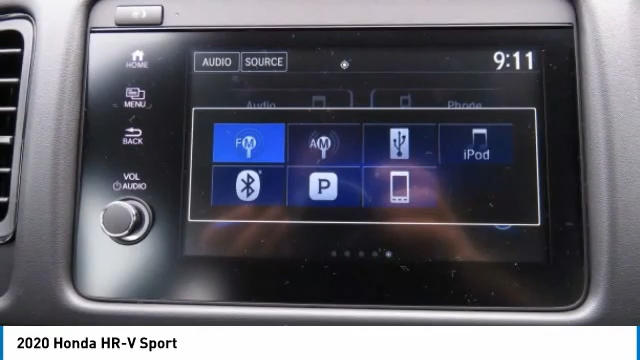 HOME
AUDIO SOURCE 9:11
MENU
Audio Phone
BACK
FM AM iPod
VOL
AUDIO
P
2020 Honda HR-V Sport